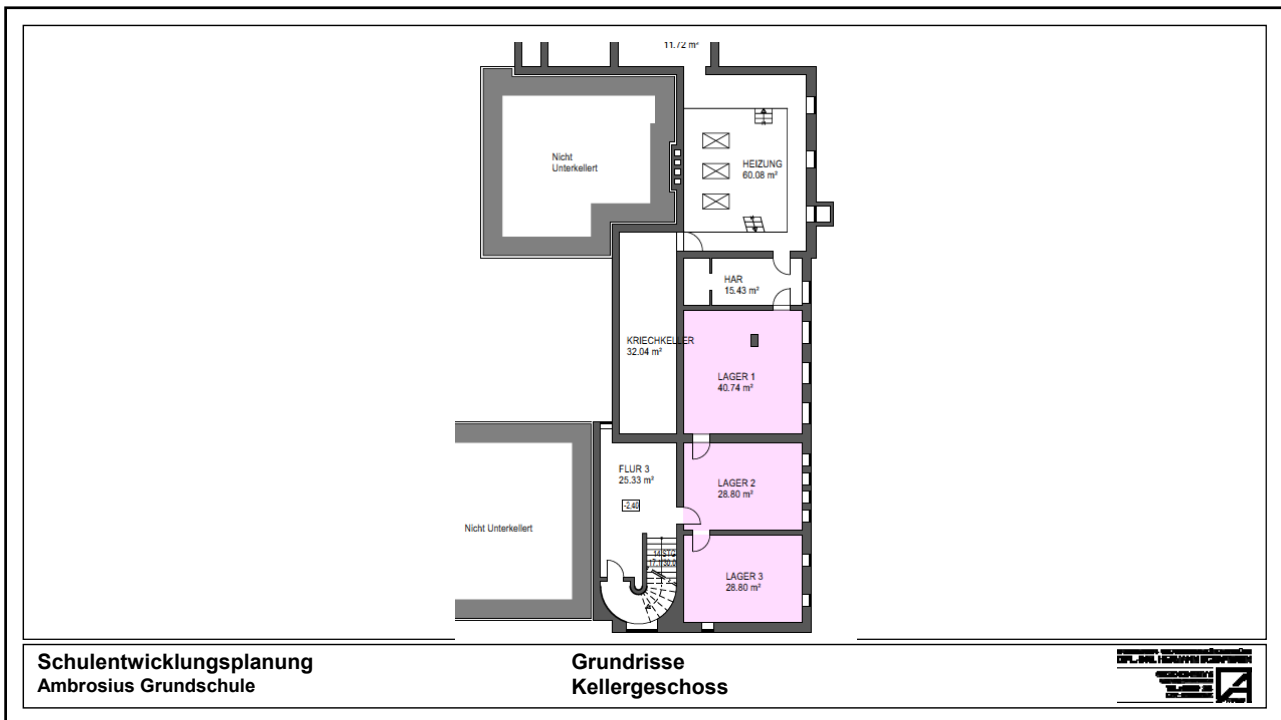 11.72 m²
Nicht
Unterkellert
HEIZUNG
60.08 m²
HAR
15.43 m²
KRIECHKELLER
32.04 m²
LAGER 1
40.74 m²
FLUR 3
25.33 m²
-2.40
LAGER 2
28.80 m²
Nicht Unterkellert
14 STG
LAGER 3
28.80 m²
Schulentwicklungsplanung
Ambrosius Grundschule
Grundrisse
Kellergeschoss